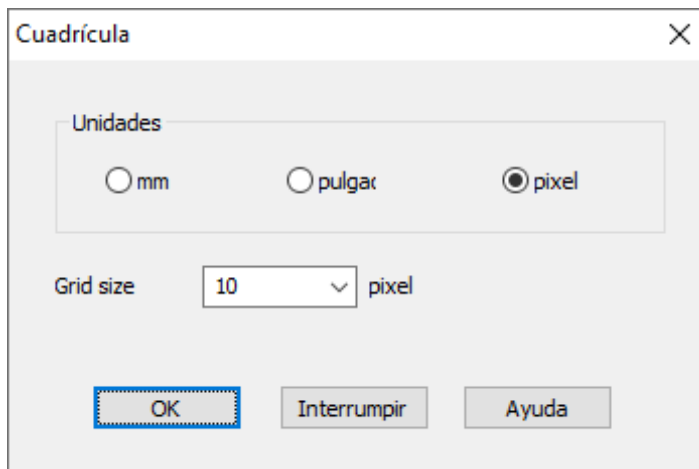 Cuadrícula
Unidades
mm pulgac pixel
Grid size 10 pixel
OK Interrumpir Ayuda